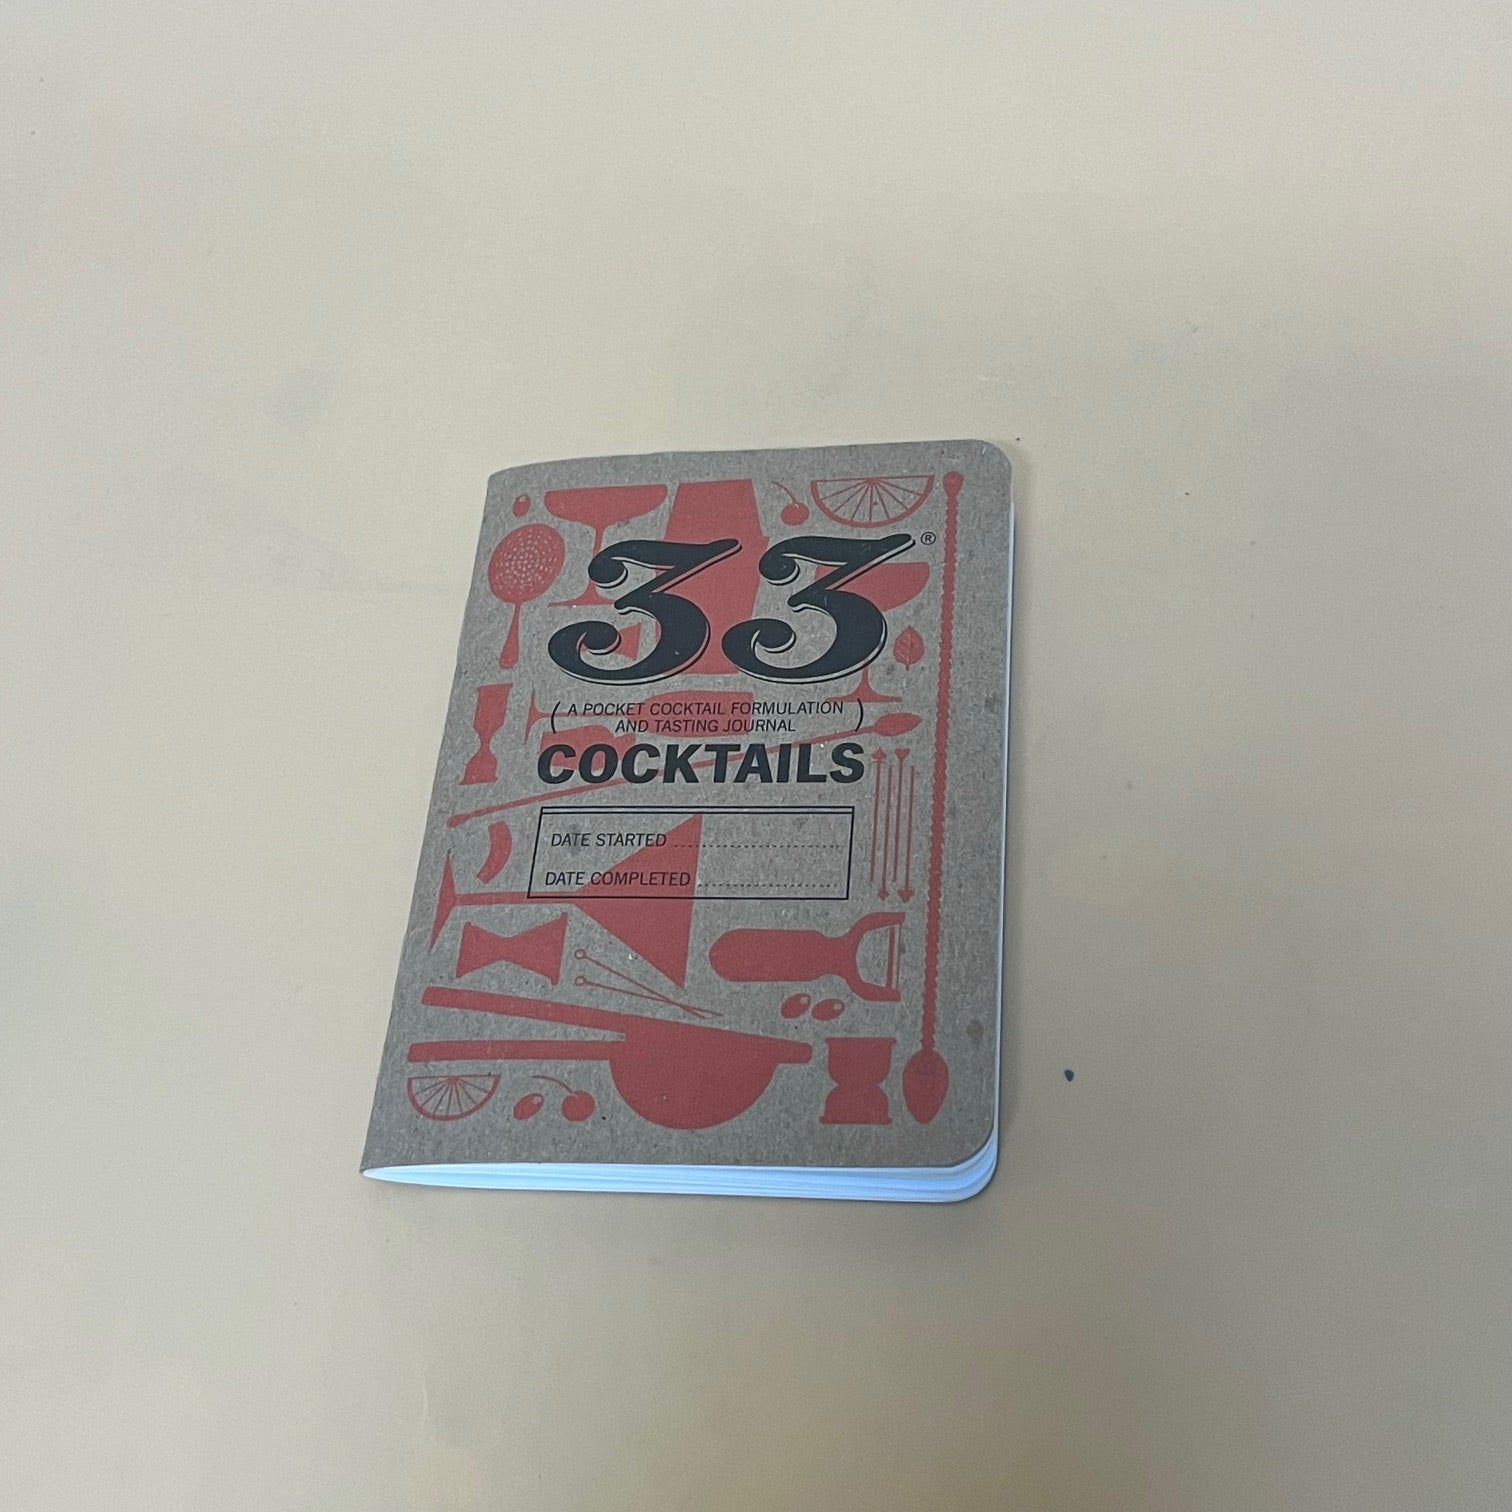 33®
(A POCKET COCKTAIL FORMULATION
AND TASTING JOURNAL)
COCKTAILS
DATE STARTED ....................
DATE COMPLETED ....................